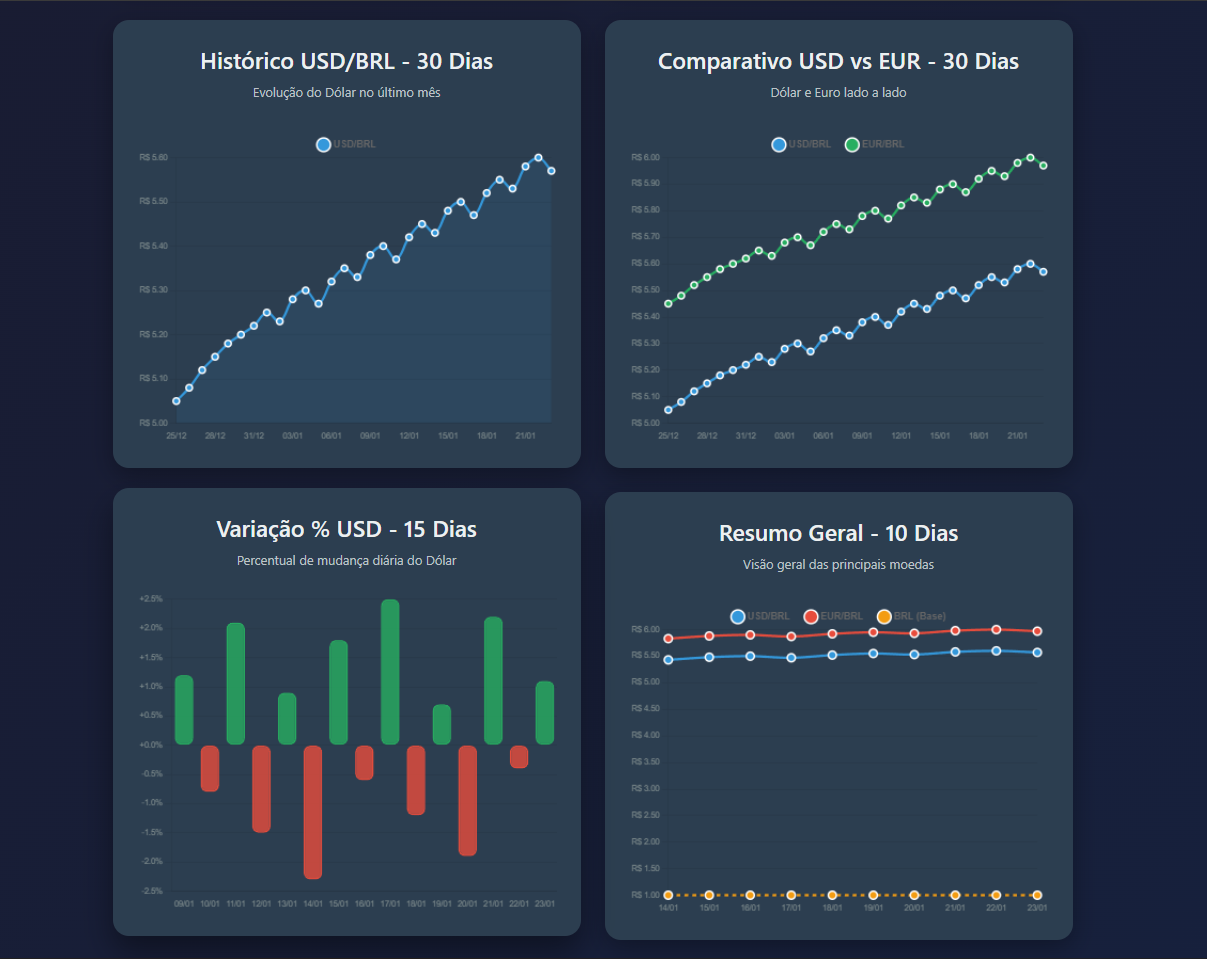 Histórico USD/BRL - 30 Dias
Evolução do Dólar no último mês
USD/BRL
R$ 5.60
R$ 5.50
R$ 5.40
R$ 5.30
R$ 5.20
R$ 5.10
R$ 5.00
25/12 28/12 31/12 03/01 06/01 09/01 12/01 15/01 18/01 21/01
Comparativo USD vs EUR - 30 Dias
Dólar e Euro lado a lado
USD/BRL EUR/BRL
R$ 6.00
R$ 5.90
R$ 5.80
R$ 5.70
R$ 5.60
R$ 5.50
R$ 5.40
R$ 5.30
R$ 5.20
R$ 5.10
R$ 5.00
25/12 28/12 31/12 03/01 06/01 09/01 12/01 15/01 18/01 21/01
Variação % USD - 15 Dias
Percentual de mudança diária do Dólar
+2.5%
+2.0%
+1.5%
+1.0%
+0.5%
+0.0%
-0.5%
-1.0%
-1.5%
-2.0%
-2.5%
09/01 10/01 11/01 12/01 13/01 14/01 15/01 16/01 17/01 18/01 19/01 20/01 21/01 22/01 23/01
Resumo Geral - 10 Dias
Visão geral das principais moedas
USD/BRL EUR/BRL BRL (Base)
R$ 6.00
R$ 5.50
R$ 5.00
R$ 4.50
R$ 4.00
R$ 3.50
R$ 3.00
R$ 2.50
R$ 2.00
R$ 1.50
R$ 1.00
14/01 15/01 16/01 17/01 18/01 19/01 20/01 21/01 22/01 23/01